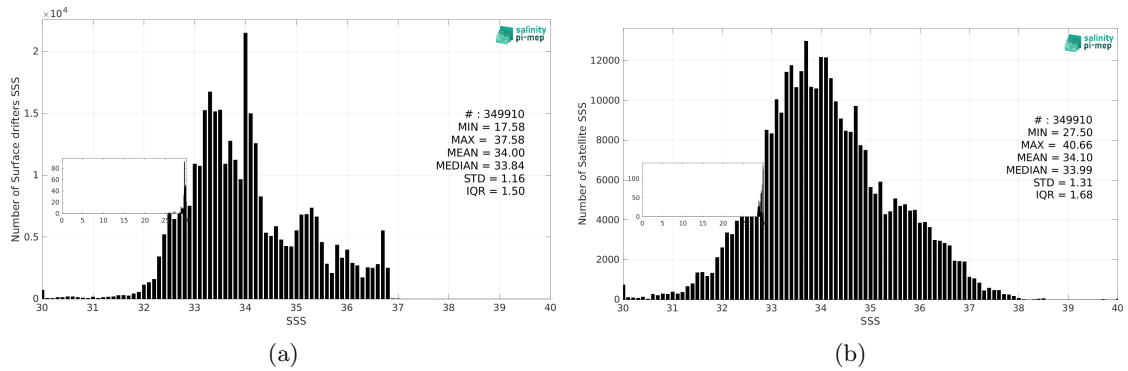 ×10⁴
2
1.5
1
0.5
0
Number of Surface drifters SSS
salinity
pi-mep
# : 349910
MIN = 17.58
MAX = 37.58
MEAN = 34.00
MEDIAN = 33.84
STD = 1.16
IQR = 1.50
80
60
40
20
0
0 5 10 15 20 25
30 31 32 33 34 35 36 37 38 39 40
SSS
(a)
12000
10000
8000
6000
4000
2000
0
Number of Satellite SSS
salinity
pi-mep
# : 349910
MIN = 27.50
MAX = 40.66
MEAN = 34.10
MEDIAN = 33.99
STD = 1.31
IQR = 1.68
100
50
0
0 5 10 15 20
30 31 32 33 34 35 36 37 38 39 40
SSS
(b)